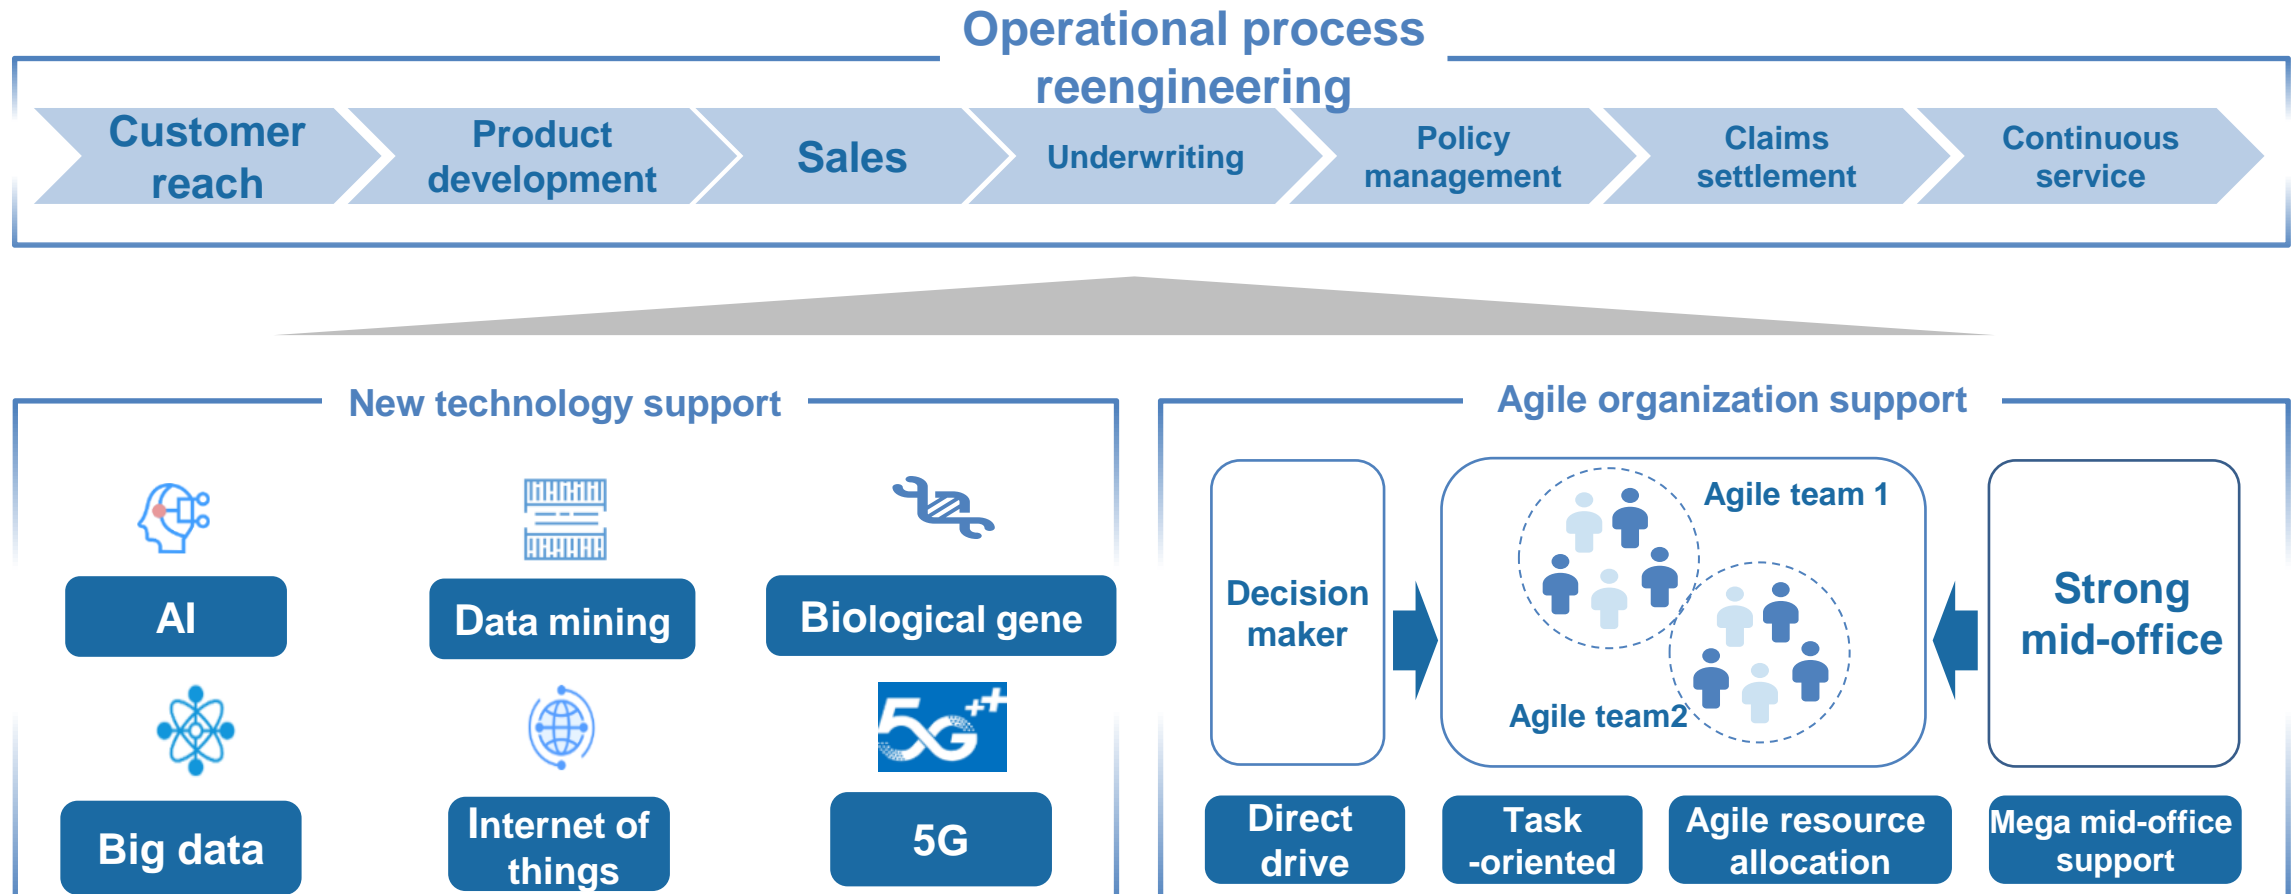 Operational process
reengineering
Customer
reach
Product
development
Sales
Underwriting
Policy
management
Claims
settlement
Continuous
service
New technology support
AI
Data mining
Biological gene
Big data
Internet of
things
5G++
5G
Agile organization support
Decision
maker
Agile team 1
Agile team2
Strong
mid-office
Direct
drive
Task
-oriented
Agile resource
allocation
Mega mid-office
support